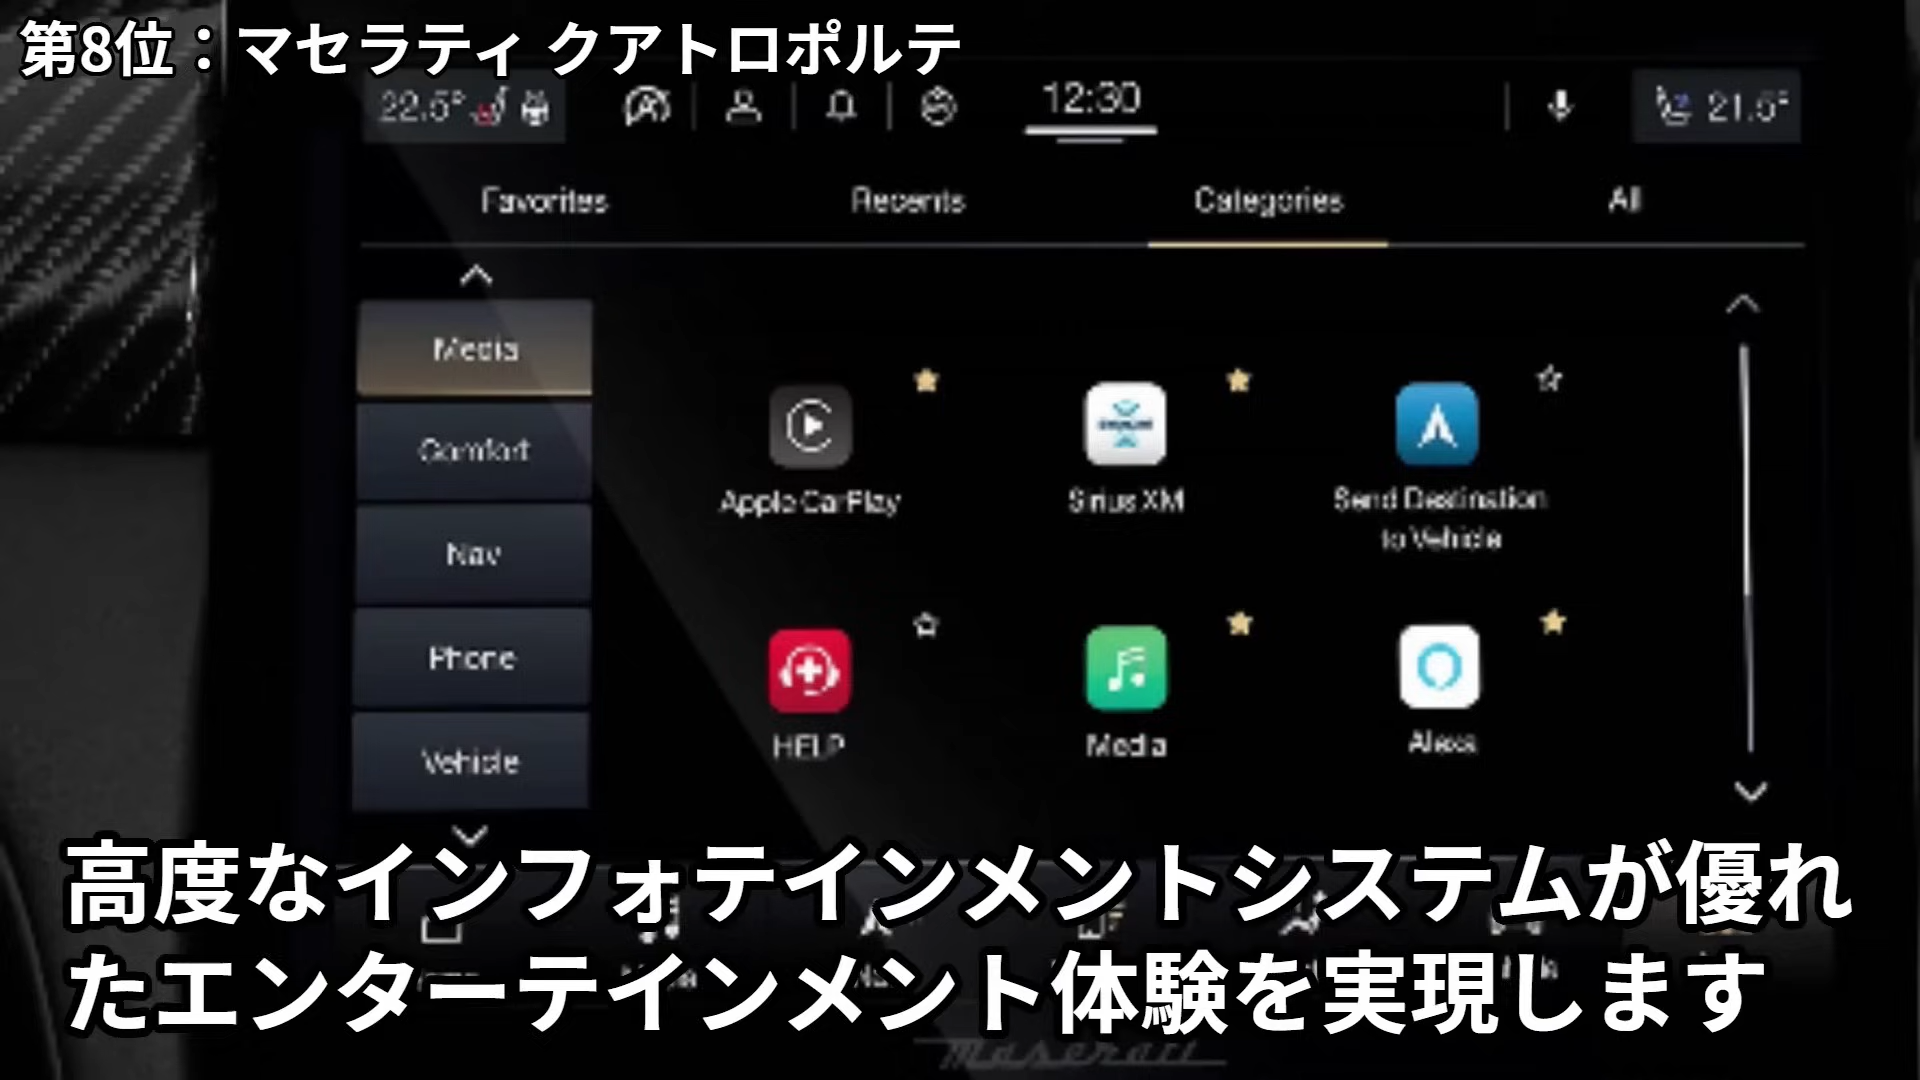 第8位：マセラティ クアトロポルテ
22.5°
12:30
21.5°
Favorites
Recents
Categories
All
Media
Comfort
Nav
Phone
Vehicle
Apple CarPlay
Sirius XM
Send Destination
to Vehicle
HELP
Media
Alexa
高度なインフォテインメントシステムが優れ
たエンターテインメント体験を実現します
Maserati